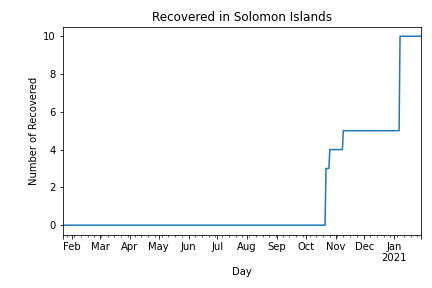 Recovered in Solomon Islands
Number of Recovered
10
8
6
4
2
0
Feb Mar Apr May Jun Jul Aug Sep Oct Nov Dec Jan
2021
Day